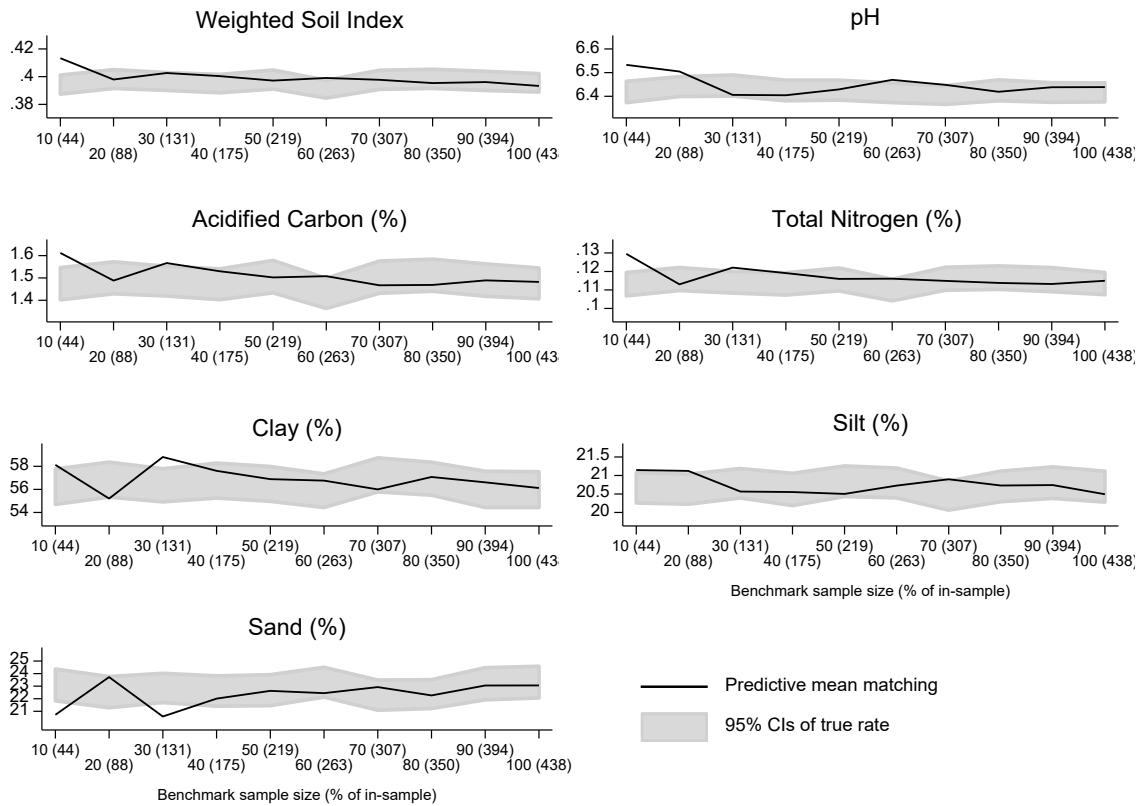 Weighted Soil Index
.42
.4
.38
10 (44) 30 (131) 50 (219) 70 (307) 90 (394)
20 (88) 40 (175) 60 (263) 80 (350) 100 (43
pH
6.6
6.5
6.4
10 (44) 30 (131) 50 (219) 70 (307) 90 (394)
20 (88) 40 (175) 60 (263) 80 (350) 100 (438)
Acidified Carbon (%)
1.6
1.5
1.4
10 (44) 30 (131) 50 (219) 70 (307) 90 (394)
20 (88) 40 (175) 60 (263) 80 (350) 100 (43
Total Nitrogen (%)
.13
.12
.11
.1
10 (44) 30 (131) 50 (219) 70 (307) 90 (394)
20 (88) 40 (175) 60 (263) 80 (350) 100 (438)
Clay (%)
58
56
54
10 (44) 30 (131) 50 (219) 70 (307) 90 (394)
20 (88) 40 (175) 60 (263) 80 (350) 100 (43
Silt (%)
21.5
21
20.5
20
10 (44) 30 (131) 50 (219) 70 (307) 90 (394)
20 (88) 40 (175) 60 (263) 80 (350) 100 (438)
Benchmark sample size (% of in-sample)
Sand (%)
25
24
23
22
21
10 (44) 30 (131) 50 (219) 70 (307) 90 (394)
20 (88) 40 (175) 60 (263) 80 (350) 100 (438)
Benchmark sample size (% of in-sample)
Predictive mean matching
95% CIs of true rate